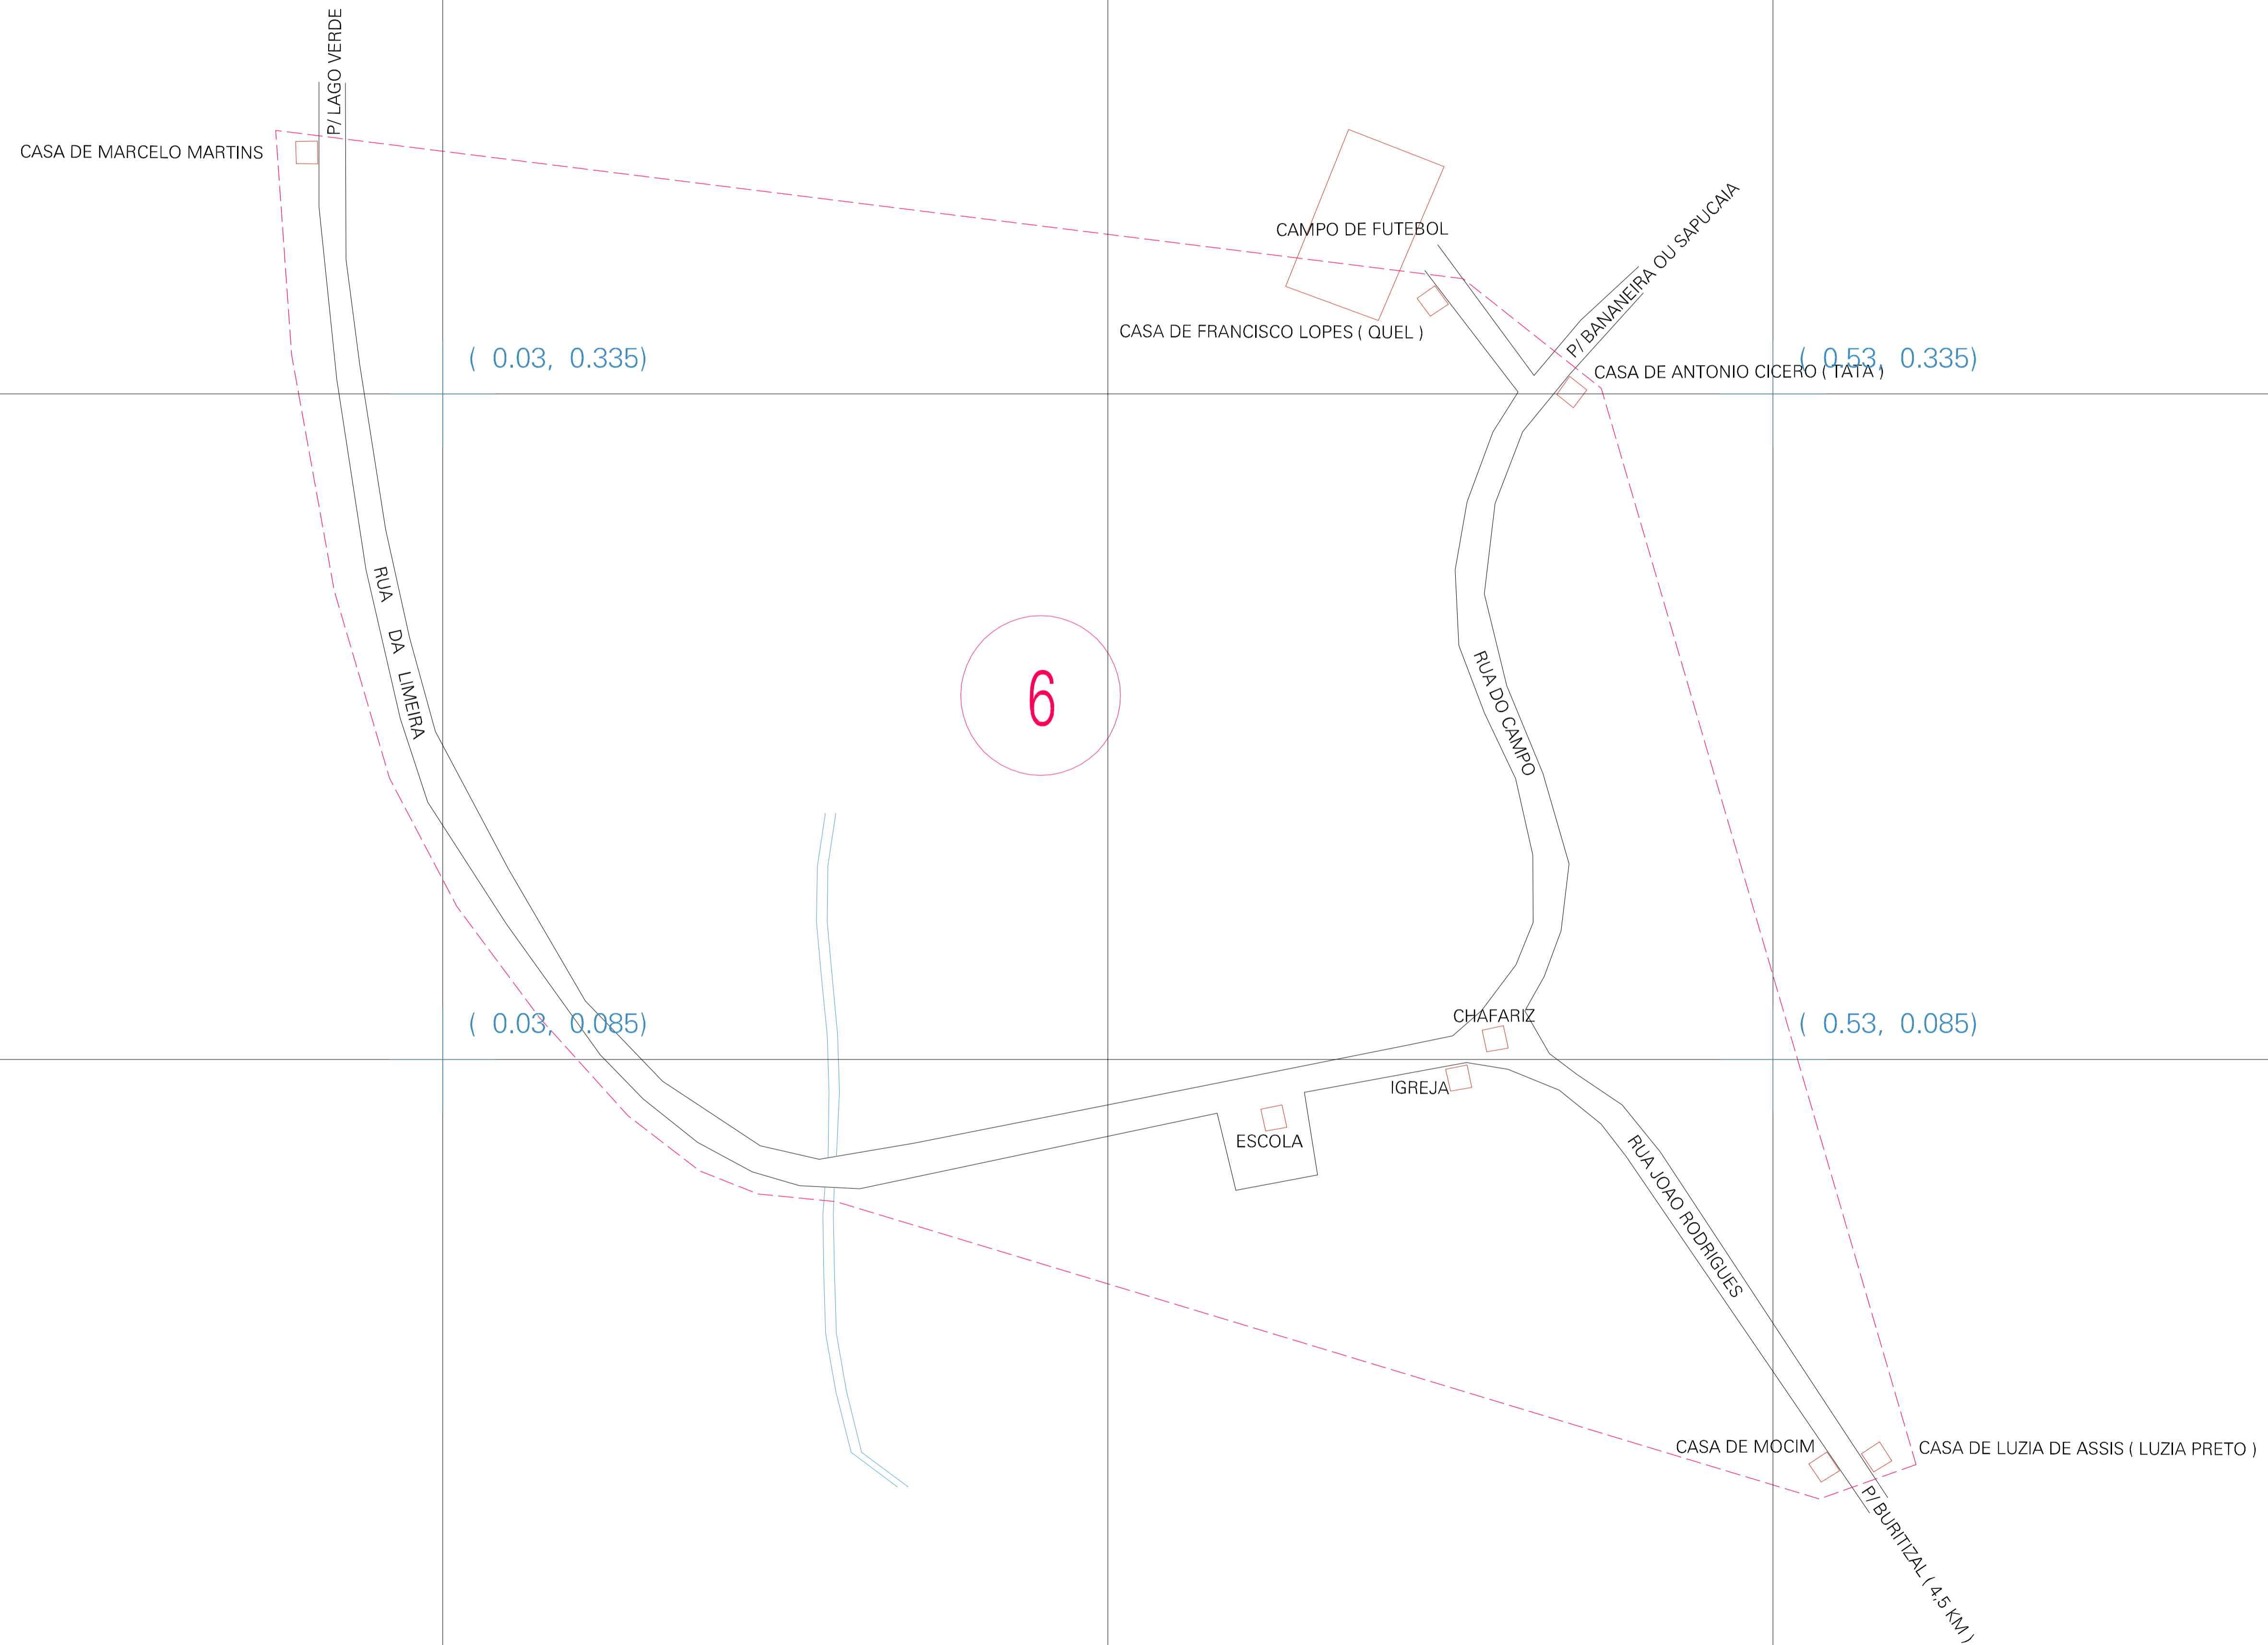 P/ LAGO VERDE
CASA DE MARCELO MARTINS
CAMPO DE FUTEBOL
P/ BANANEIRA OU SAPUCAIA
CASA DE FRANCISCO LOPES ( QUEL )
( 0.03, 0.335)
( 0.53, 0.335)
CASA DE ANTONIO CICERO ( TATA )
RUA DA LIMEIRA
6
RUA DO CAMPO
( 0.03, 0.085)
CHAFARIZ
( 0.53, 0.085)
IGREJA
ESCOLA
RUA JOAO RODRIGUES
CASA DE MOCIM
CASA DE LUZIA DE ASSIS ( LUZIA PRETO )
P/ BURITIZAL ( 4,5 KM )